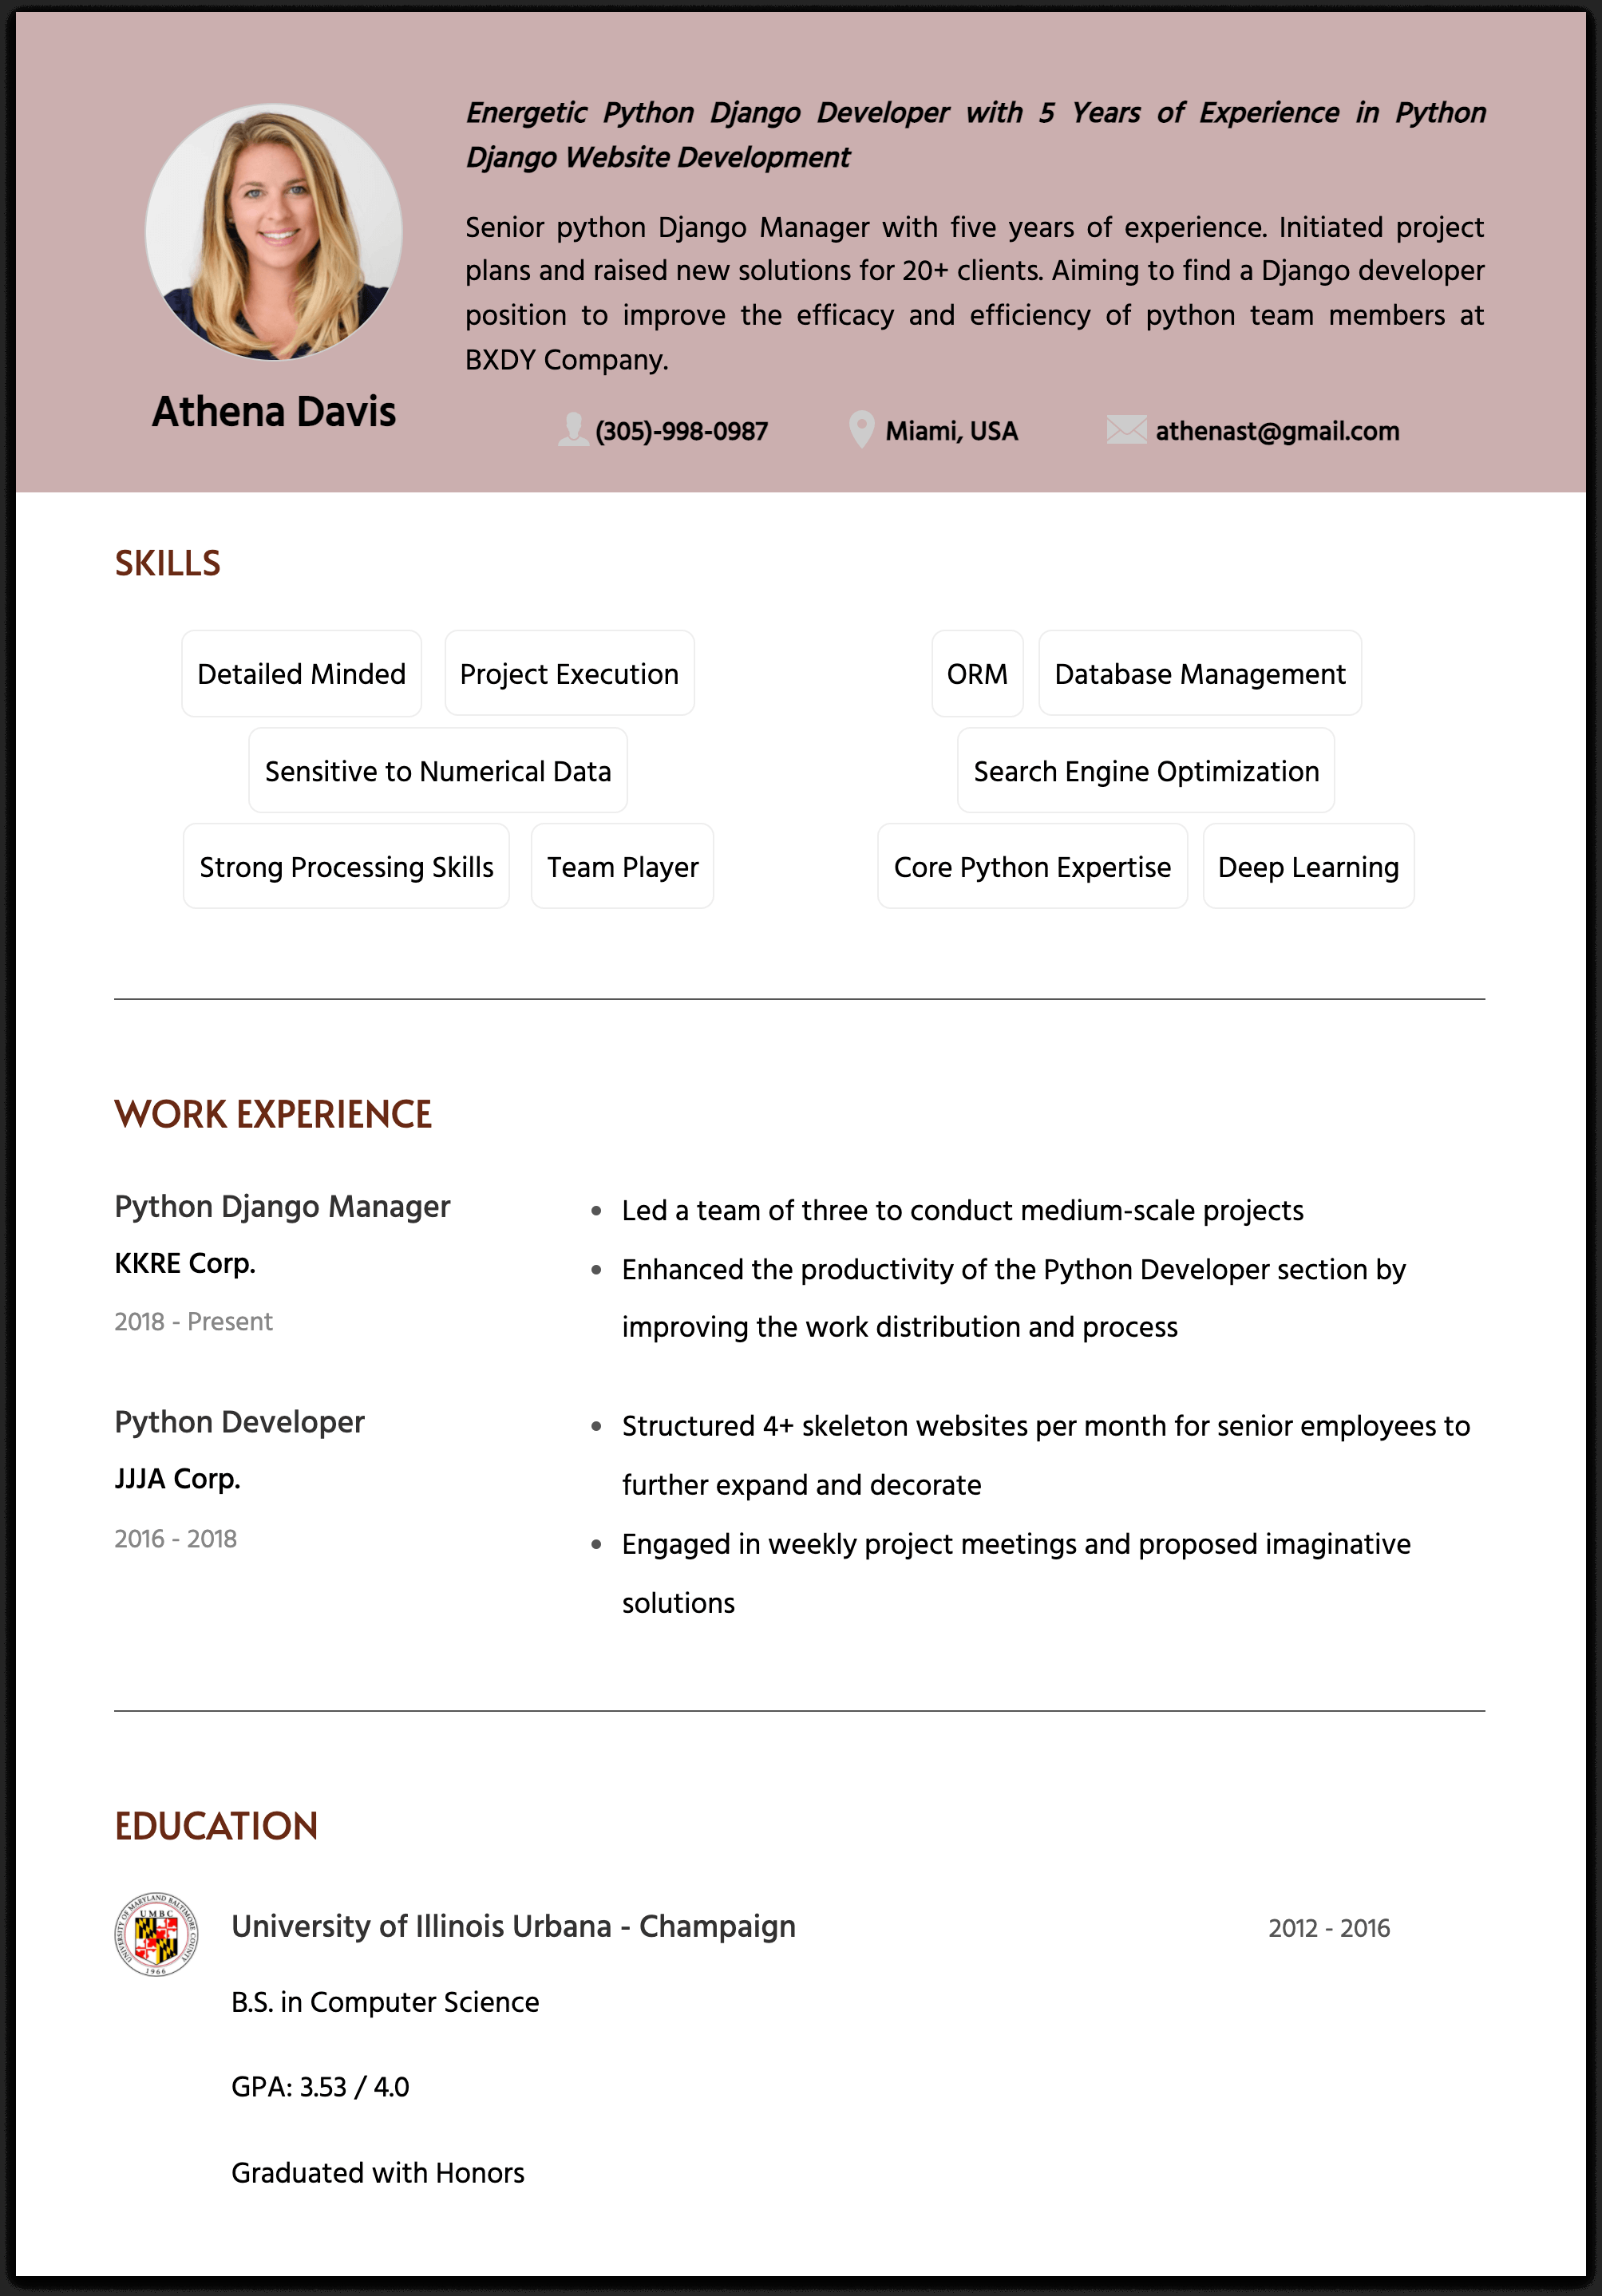 Energetic Python Django Developer with 5 Years of Experience in Python
Django Website Development
Senior python Django Manager with five years of experience. Initiated project
plans and raised new solutions for 20+ clients. Aiming to find a Django developer
position to improve the efficacy and efficiency of python team members at
BXDY Company.
Athena Davis
(305)-998-0987 Miami, USA athenast@gmail.com
SKILLS
Detailed Minded Project Execution
Sensitive to Numerical Data
Strong Processing Skills Team Player
ORM Database Management
Search Engine Optimization
Core Python Expertise Deep Learning
WORK EXPERIENCE
Python Django Manager
KKRE Corp.
2018 - Present
• Led a team of three to conduct medium-scale projects
• Enhanced the productivity of the Python Developer section by
improving the work distribution and process
Python Developer
JJJA Corp.
2016 - 2018
• Structured 4+ skeleton websites per month for senior employees to
further expand and decorate
• Engaged in weekly project meetings and proposed imaginative
solutions
EDUCATION
UNIVERSITY OF MARYLAND BALTIMORE COUNTY
UMBC
1966
University of Illinois Urbana - Champaign 2012 - 2016
B.S. in Computer Science
GPA: 3.53 / 4.0
Graduated with Honors